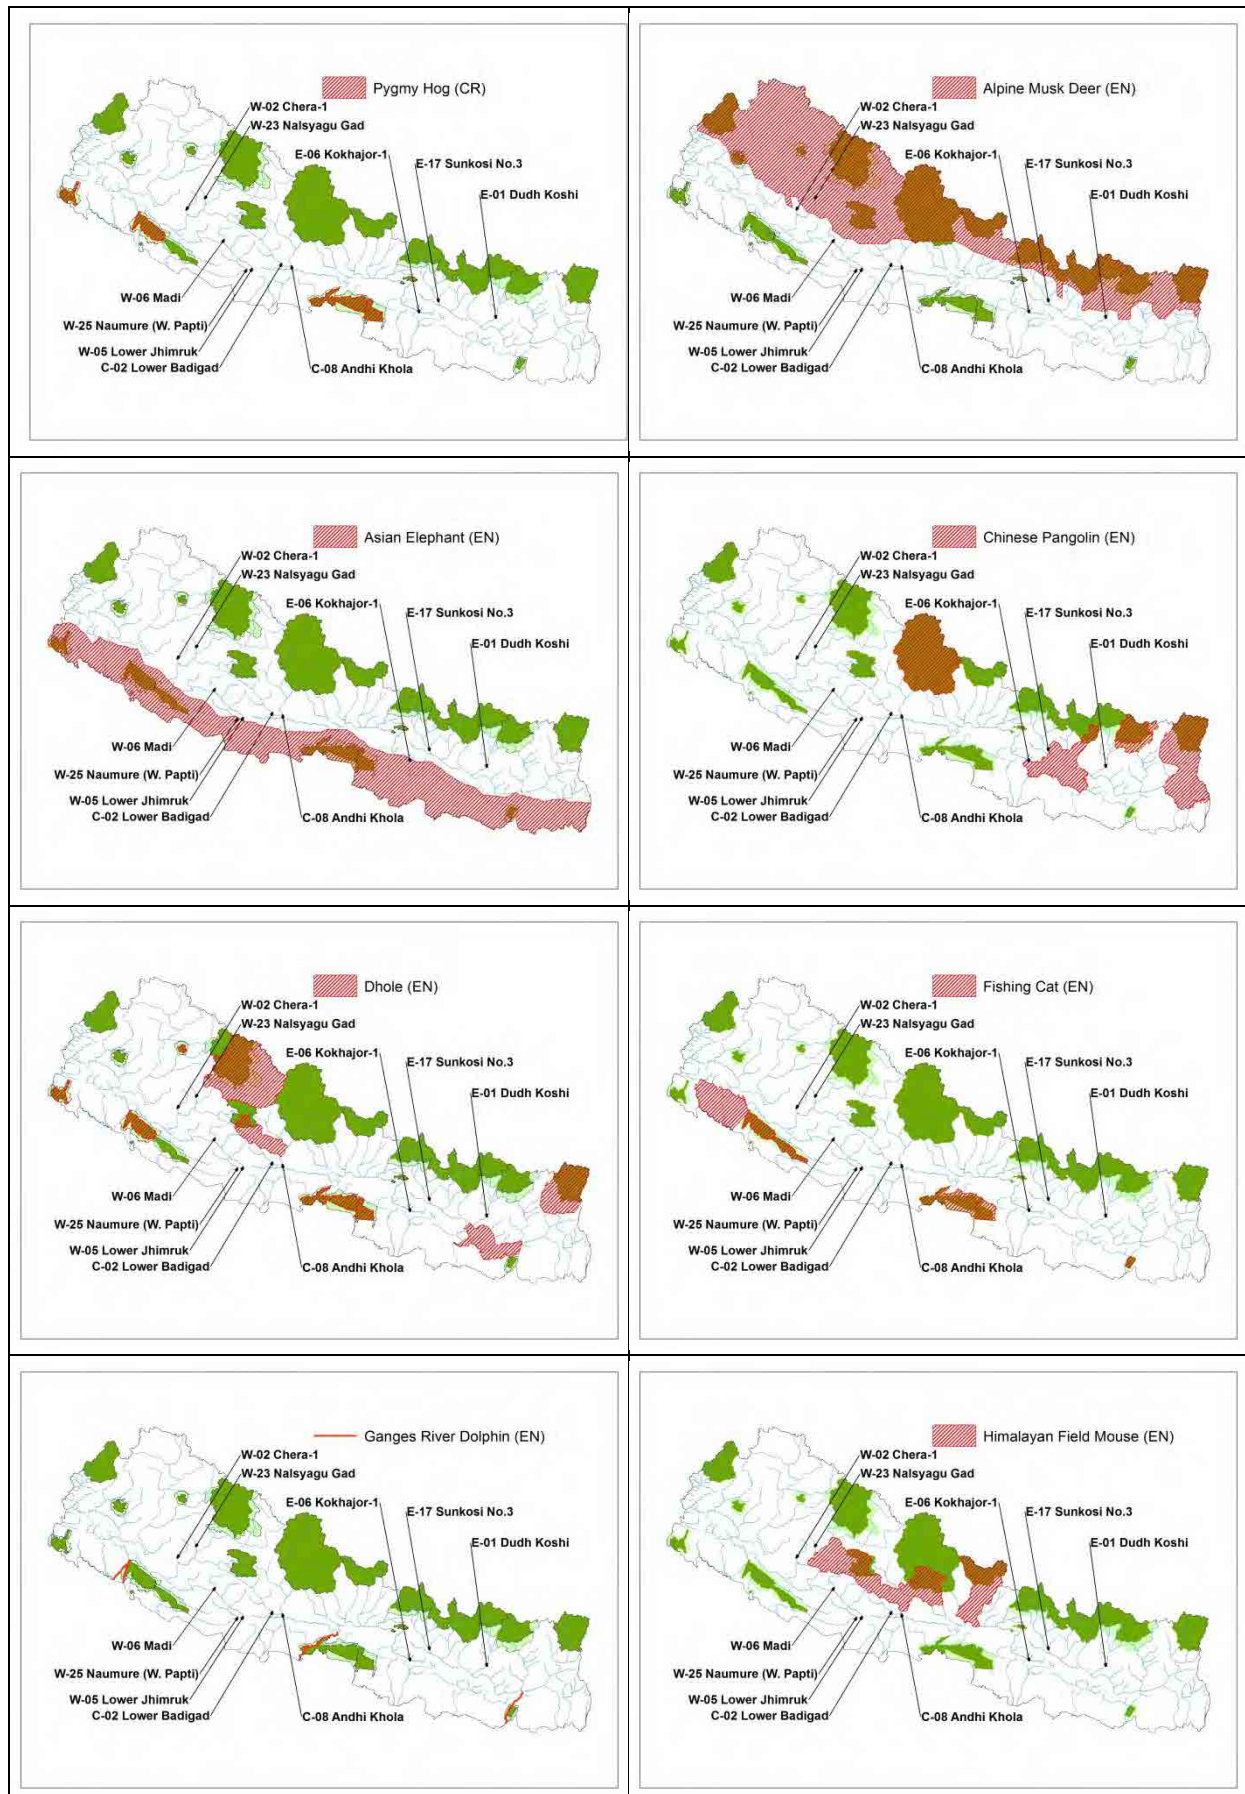 Pygmy Hog (CR)
W-02 Chera-1
W-23 Nalsyagu Gad
E-06 Kokhajor-1
E-17 Sunkosi No.3
E-01 Dudh Koshi
W-06 Madi
W-25 Naumure (W. Papti)
W-05 Lower Jhimruk
C-02 Lower Badigad
C-08 Andhi Khola
Alpine Musk Deer (EN)
W-02 Chera-1
W-23 Nalsyagu Gad
E-06 Kokhajor-1
E-17 Sunkosi No.3
E-01 Dudh Koshi
W-06 Madi
W-25 Naumure (W. Papti)
W-05 Lower Jhimruk
C-02 Lower Badigad
C-08 Andhi Khola
Asian Elephant (EN)
W-02 Chera-1
W-23 Nalsyagu Gad
E-06 Kokhajor-1
E-17 Sunkosi No.3
E-01 Dudh Koshi
W-06 Madi
W-25 Naumure (W. Papti)
W-05 Lower Jhimruk
C-02 Lower Badigad
C-08 Andhi Khola
Chinese Pangolin (EN)
W-02 Chera-1
W-23 Nalsyagu Gad
E-06 Kokhajor-1
E-17 Sunkosi No.3
E-01 Dudh Koshi
W-06 Madi
W-25 Naumure (W. Papti)
W-05 Lower Jhimruk
C-02 Lower Badigad
C-08 Andhi Khola
Dhole (EN)
W-02 Chera-1
W-23 Nalsyagu Gad
E-06 Kokhajor-1
E-17 Sunkosi No.3
E-01 Dudh Koshi
W-06 Madi
W-25 Naumure (W. Papti)
W-05 Lower Jhimruk
C-02 Lower Badigad
C-08 Andhi Khola
Fishing Cat (EN)
W-02 Chera-1
W-23 Nalsyagu Gad
E-06 Kokhajor-1
E-17 Sunkosi No.3
E-01 Dudh Koshi
W-06 Madi
W-25 Naumure (W. Papti)
W-05 Lower Jhimruk
C-02 Lower Badigad
C-08 Andhi Khola
Ganges River Dolphin (EN)
W-02 Chera-1
W-23 Nalsyagu Gad
E-06 Kokhajor-1
E-17 Sunkosi No.3
E-01 Dudh Koshi
W-06 Madi
W-25 Naumure (W. Papti)
W-05 Lower Jhimruk
C-02 Lower Badigad
C-08 Andhi Khola
Himalayan Field Mouse (EN)
W-02 Chera-1
W-23 Nalsyagu Gad
E-06 Kokhajor-1
E-17 Sunkosi No.3
E-01 Dudh Koshi
W-06 Madi
W-25 Naumure (W. Papti)
W-05 Lower Jhimruk
C-02 Lower Badigad
C-08 Andhi Khola